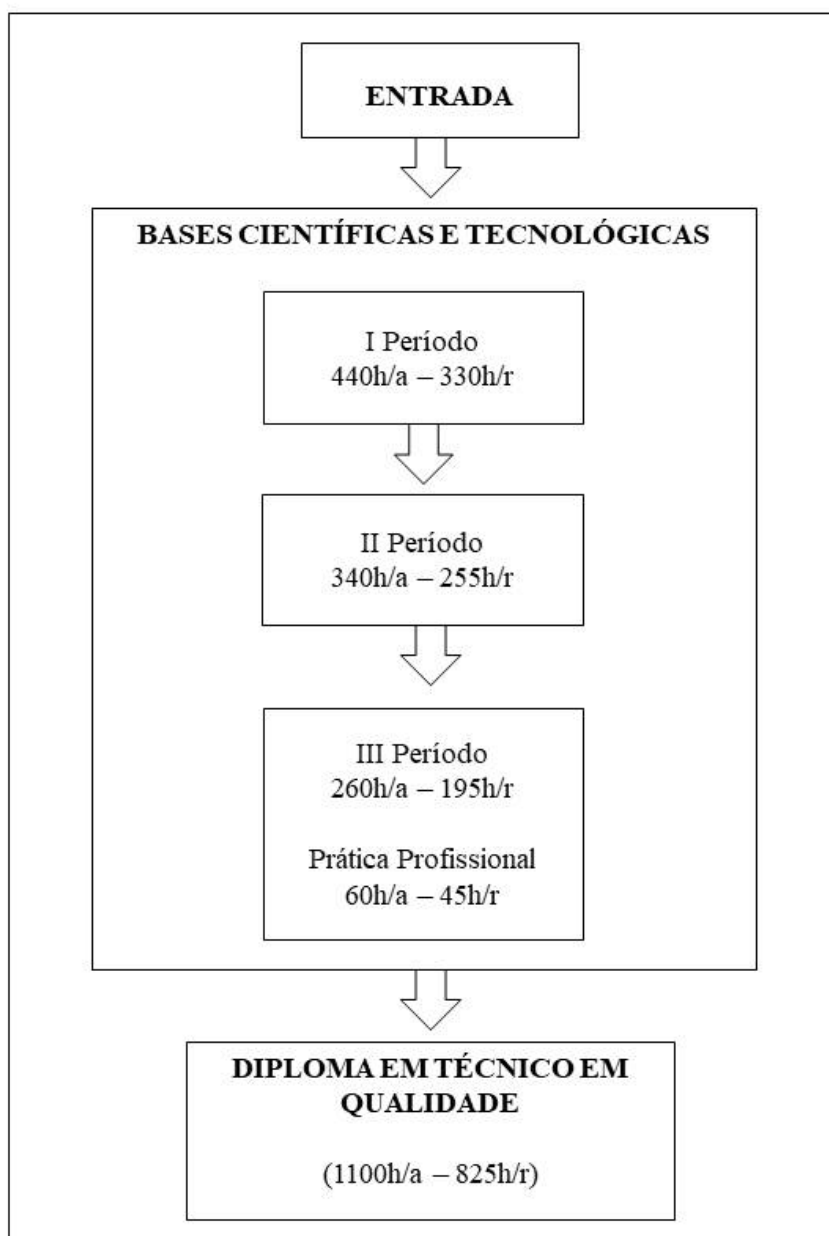 ENTRADA
BASES CIENTÍFICAS E TECNOLÓGICAS
I Período
440h/a – 330h/r
II Período
340h/a – 255h/r
III Período
260h/a – 195h/r
Prática Profissional
60h/a – 45h/r
DIPLOMA EM TÉCNICO EM
QUALIDADE
(1100h/a – 825h/r)